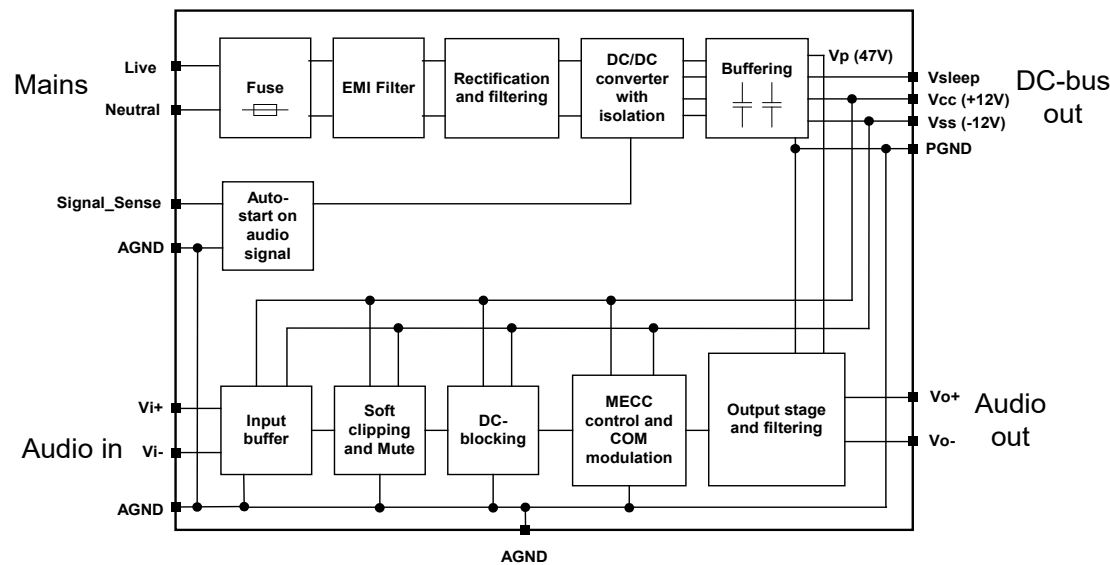 Mains
Live
Neutral
Fuse
EMI Filter
Rectification
and filtering
DC/DC
converter
with
isolation
Buffering
Vp (47V)
Vsleep
Vcc (+12V)
Vss (-12V)
PGND
DC-bus
out
Signal_Sense
AGND
Auto-
start on
audio
signal
Audio in
Vi+
Vi-
AGND
Input
buffer
Soft
clipping
and Mute
DC-
blocking
MECC
control and
COM
modulation
Output stage
and filtering
Vo+
Vo-
Audio
out
AGND